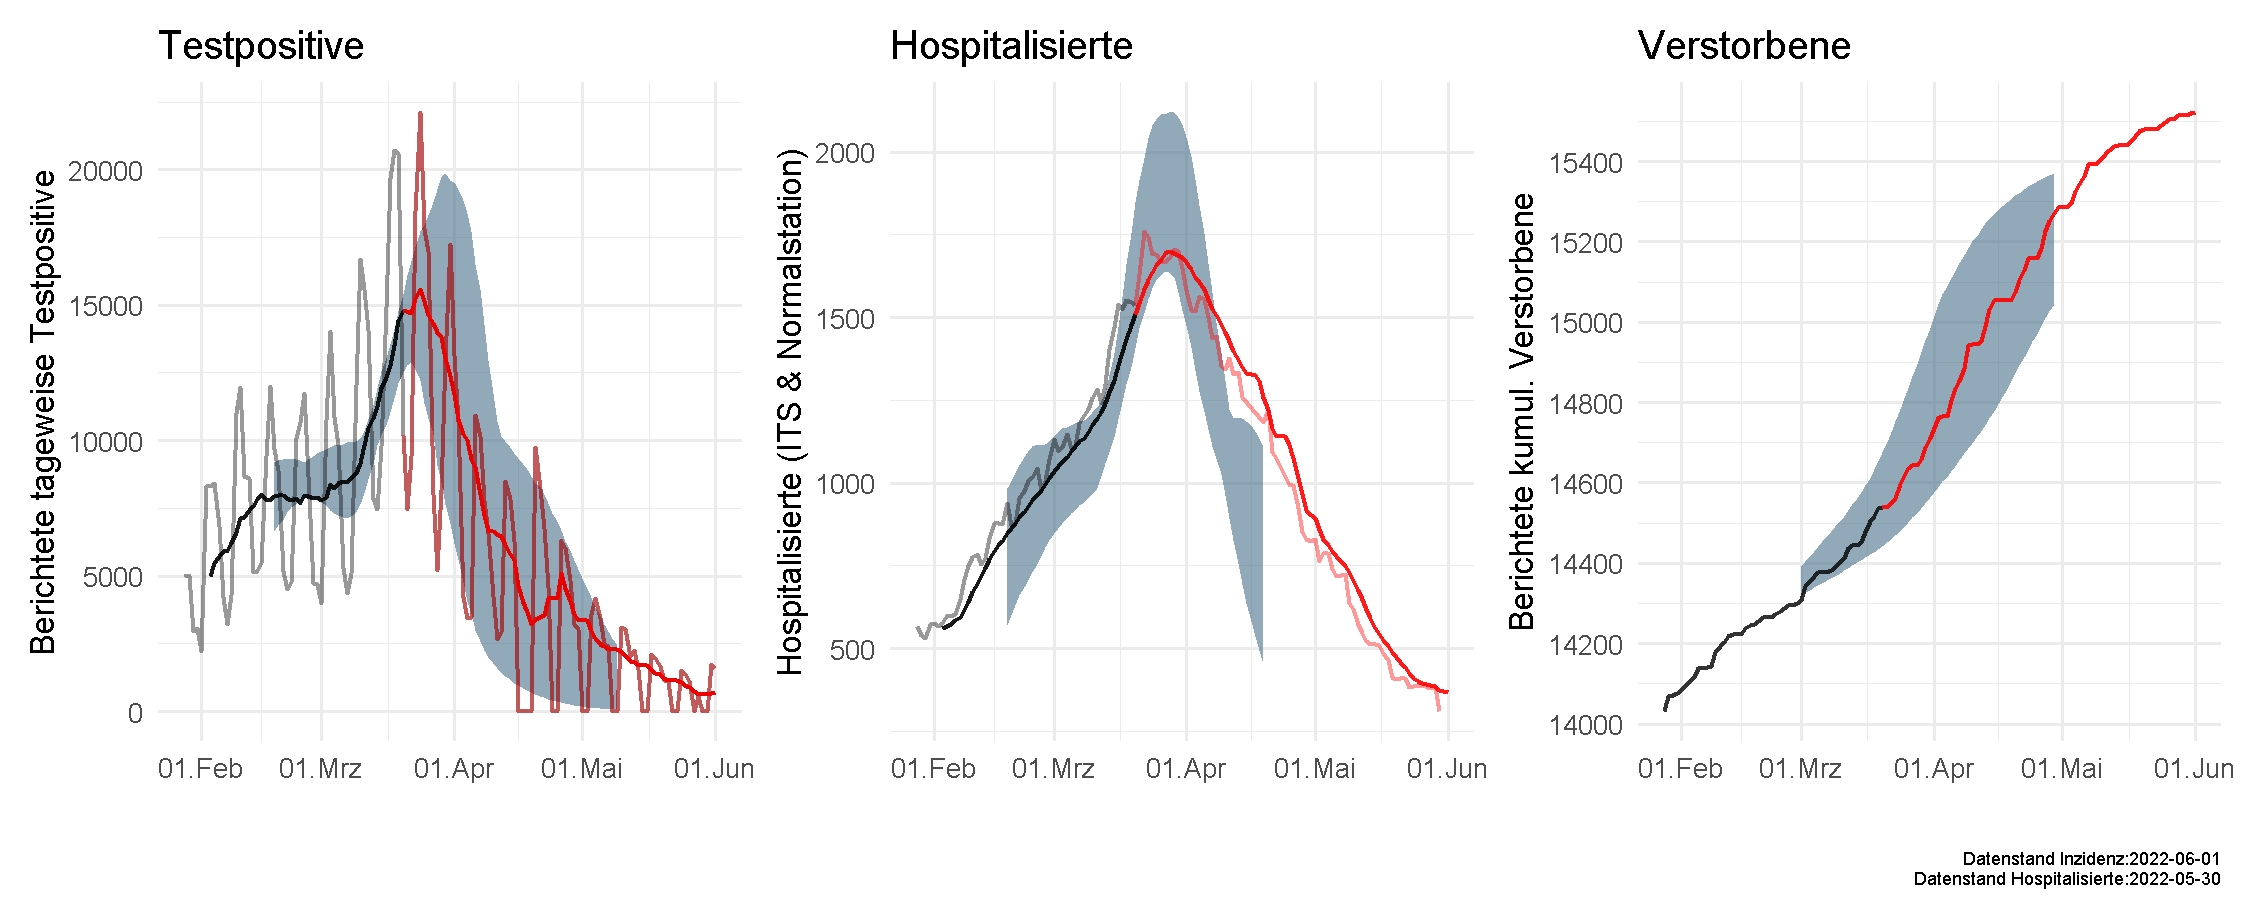 Testpositive
Berichtete tageweise Testpositive
20000
15000
10000
5000
0
01.Feb 01.Mrz 01.Apr 01.Mai 01.Jun
Hospitalisierte
Hospitalisierte (ITS & Normalstation)
2000
1500
1000
500
01.Feb 01.Mrz 01.Apr 01.Mai 01.Jun
Verstorbene
Berichtete kumul. Verstorbene
15400
15200
15000
14800
14600
14400
14200
14000
01.Feb 01.Mrz 01.Apr 01.Mai 01.Jun
Datenstand Inzidenz:2022-06-01
Datenstand Hospitalisierte:2022-05-30